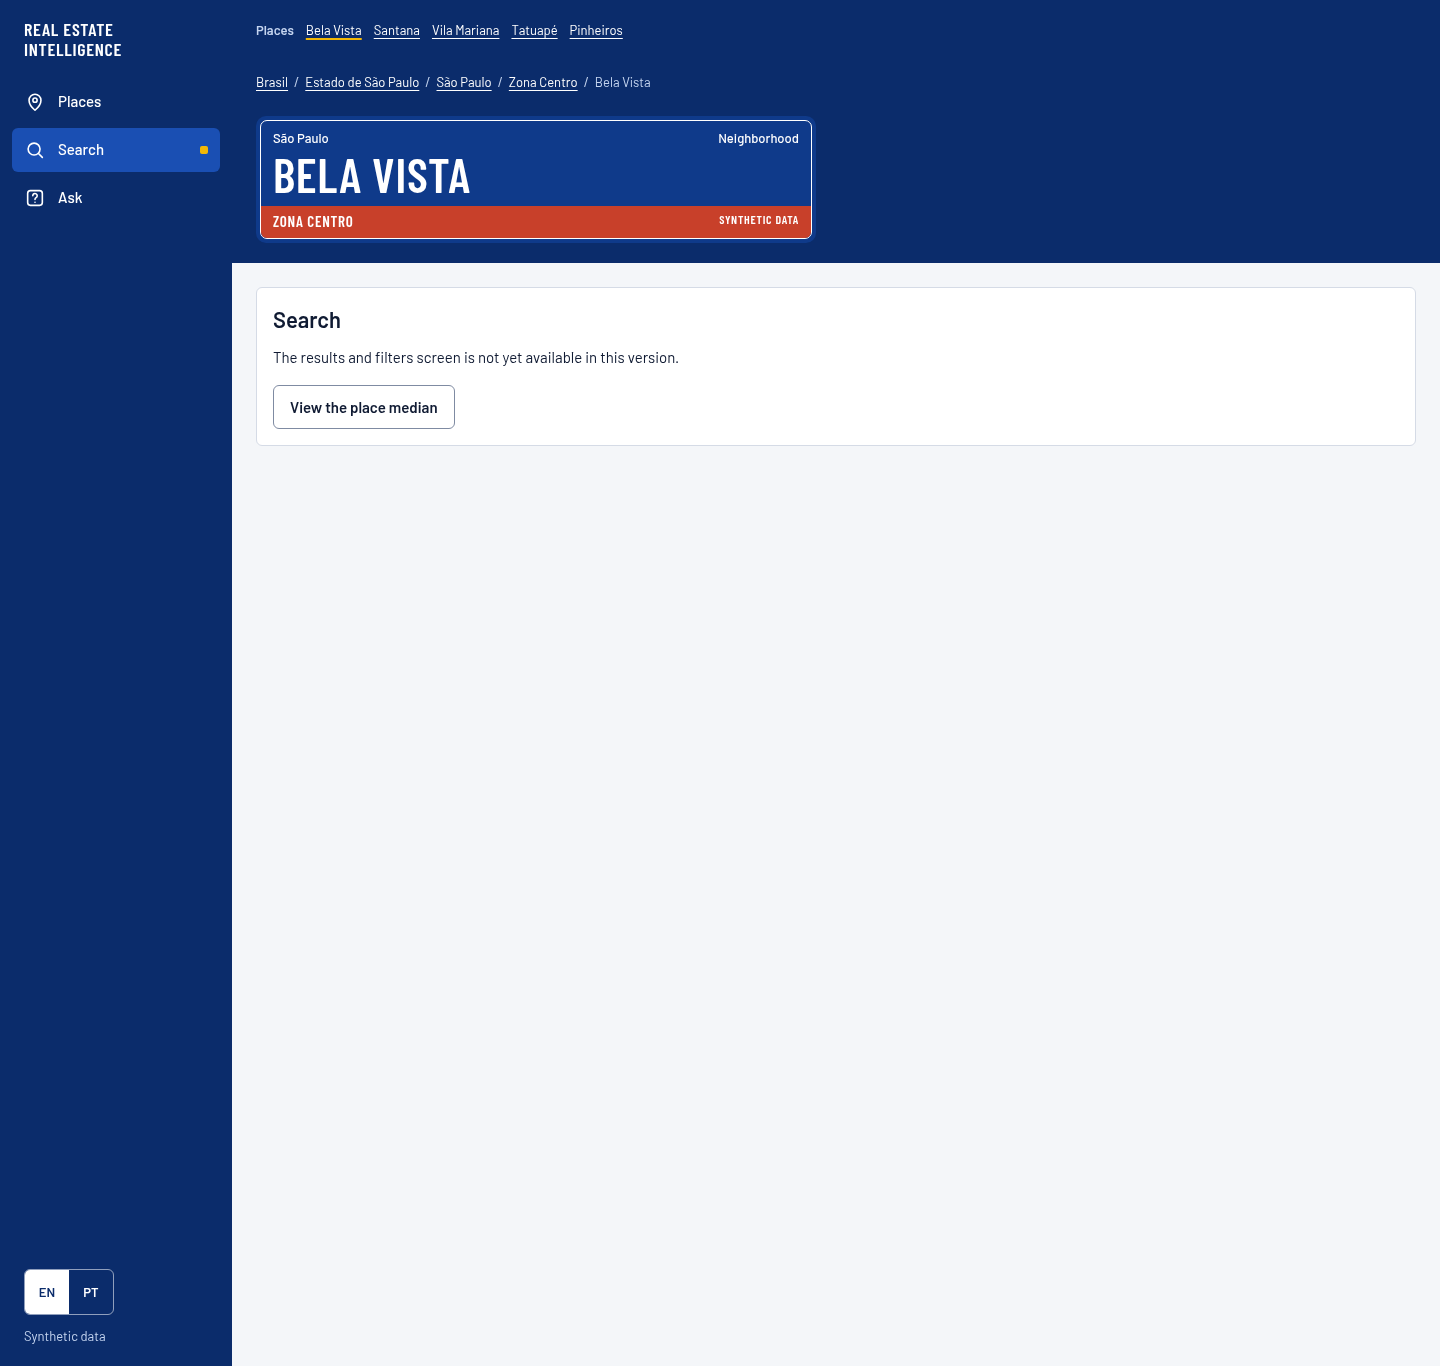 REAL ESTATE
INTELLIGENCE
Places
Search
Ask
EN PT
Synthetic data
Places Bela Vista Santana Vila Mariana Tatuapé Pinheiros
Brasil / Estado de São Paulo / São Paulo / Zona Centro / Bela Vista
São Paulo Neighborhood
BELA VISTA
ZONA CENTRO SYNTHETIC DATA
Search
The results and filters screen is not yet available in this version.
View the place median